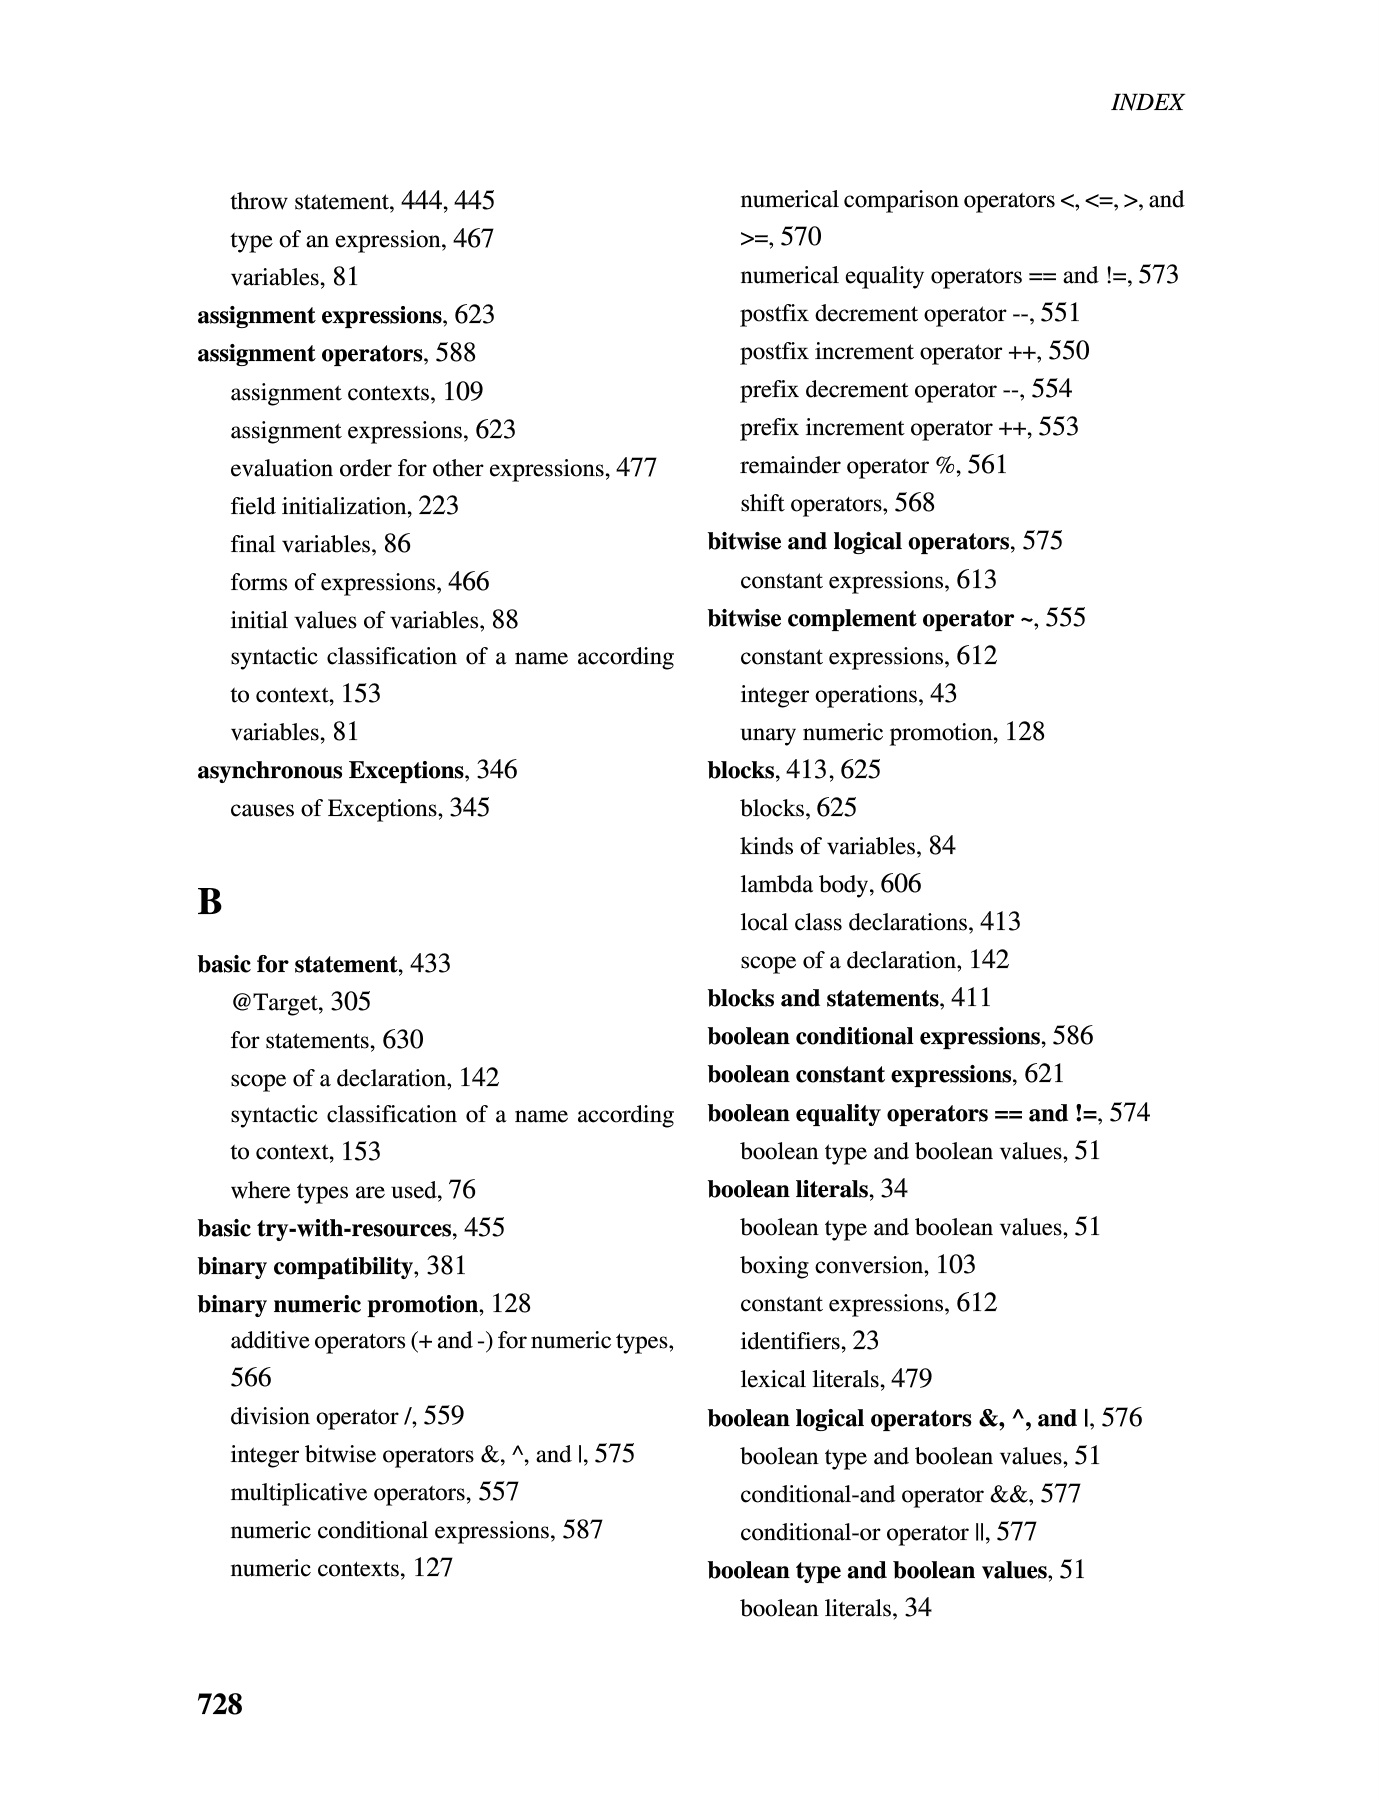 INDEX
throw statement, 444, 445
type of an expression, 467
variables, 81
assignment expressions, 623
assignment operators, 588
assignment contexts, 109
assignment expressions, 623
evaluation order for other expressions, 477
field initialization, 223
final variables, 86
forms of expressions, 466
initial values of variables, 88
syntactic classification of a name according
to context, 153
variables, 81
asynchronous Exceptions, 346
causes of Exceptions, 345
B
basic for statement, 433
@Target, 305
for statements, 630
scope of a declaration, 142
syntactic classification of a name according
to context, 153
where types are used, 76
basic try-with-resources, 455
binary compatibility, 381
binary numeric promotion, 128
additive operators (+ and -) for numeric types,
566
division operator /, 559
integer bitwise operators &, ^, and |, 575
multiplicative operators, 557
numeric conditional expressions, 587
numeric contexts, 127
numerical comparison operators <, <=, >, and
>=, 570
numerical equality operators == and !=, 573
postfix decrement operator --, 551
postfix increment operator ++, 550
prefix decrement operator --, 554
prefix increment operator ++, 553
remainder operator %, 561
shift operators, 568
bitwise and logical operators, 575
constant expressions, 613
bitwise complement operator ~, 555
constant expressions, 612
integer operations, 43
unary numeric promotion, 128
blocks, 413, 625
blocks, 625
kinds of variables, 84
lambda body, 606
local class declarations, 413
scope of a declaration, 142
blocks and statements, 411
boolean conditional expressions, 586
boolean constant expressions, 621
boolean equality operators == and !=, 574
boolean type and boolean values, 51
boolean literals, 34
boolean type and boolean values, 51
boxing conversion, 103
constant expressions, 612
identifiers, 23
lexical literals, 479
boolean logical operators &, ^, and |, 576
boolean type and boolean values, 51
conditional-and operator &&, 577
conditional-or operator ||, 577
boolean type and boolean values, 51
boolean literals, 34
728